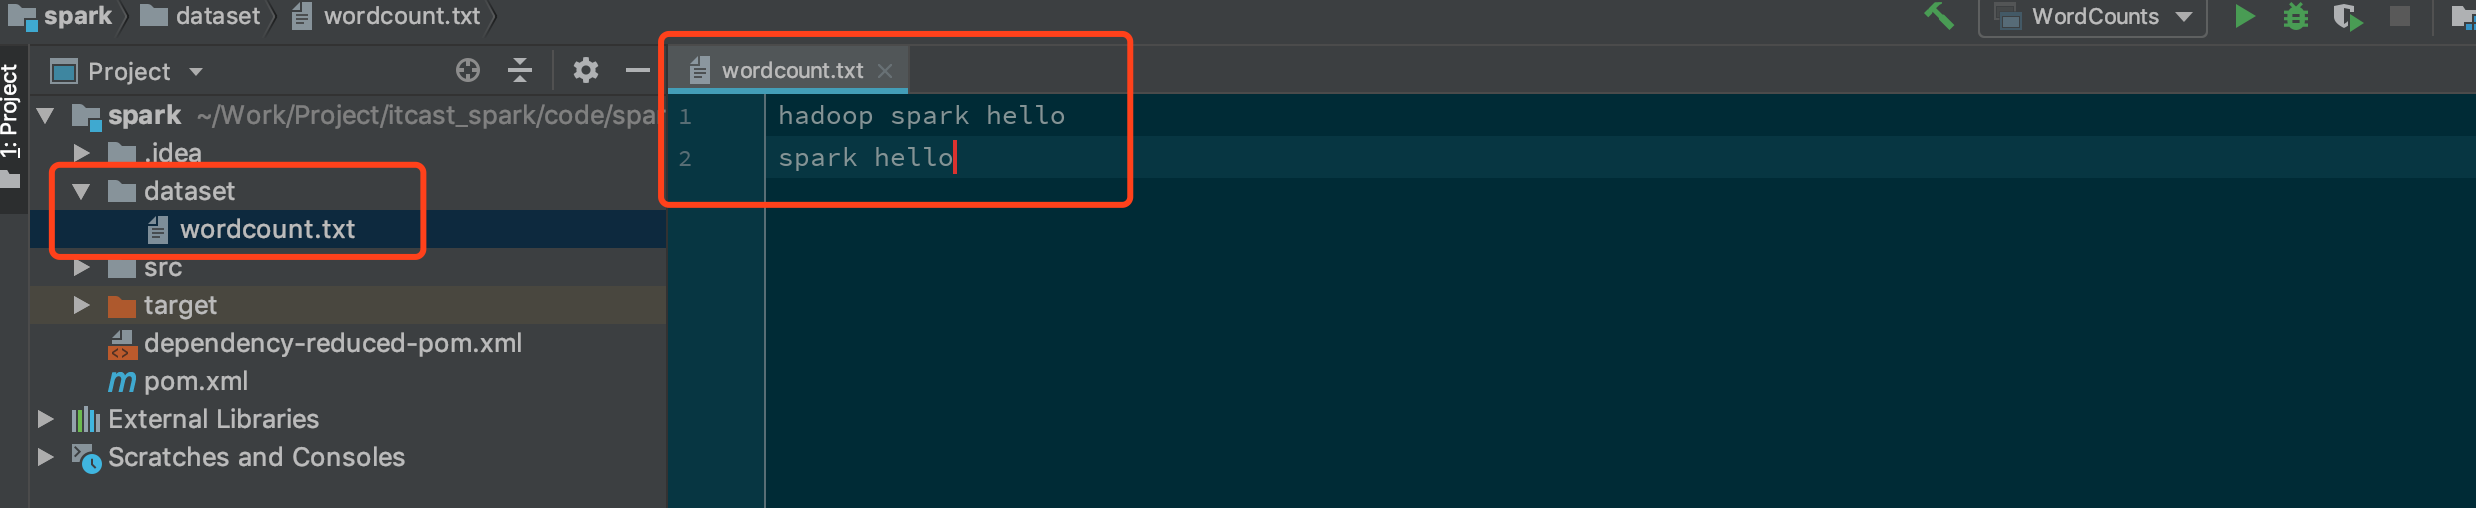 spark dataset wordcount.txt
WordCounts
1: Project
Project
spark ~/Work/Project/itcast_spark/code/spar
.idea
dataset
wordcount.txt
src
target
dependency-reduced-pom.xml
pom.xml
External Libraries
Scratches and Consoles
wordcount.txt
1 hadoop spark hello
2 spark hello